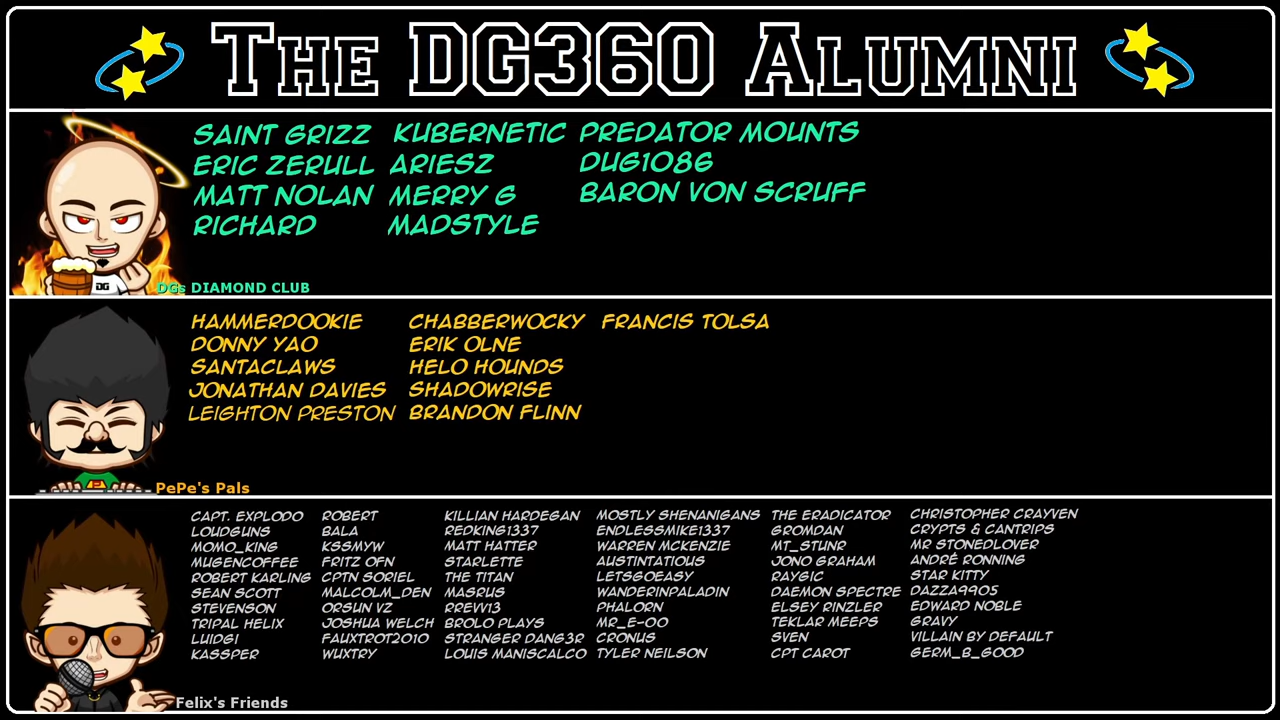 THE DG360 ALUMNI
SAINT GRIZZ
ERIC ZERULL
MATT NOLAN
RICHARD
KUBERNETIC
ARIESZ
MERRY G
MADSTYLE
PREDATOR MOUNTS
DUG1086
BARON VON SCRUFF
DG
DGs DIAMOND CLUB
HAMMERDOOKIE
DONNY YAO
SANTACLAWS
JONATHAN DAVIES
LEIGHTON PRESTON
CHABBERWOCKY
ERIK OLNE
HELO HOUNDS
SHADOWRISE
BRANDON FLINN
FRANCIS TOLSA
PePe's Pals
CAPT. EXPLODO
LOUDGUNS
MOMO_KING
MUGENCOFFEE
ROBERT KARLING
SEAN SCOTT
STEVENSON
TRIPAL HELIX
LUIDGI
KASSPER
ROBERT
BALA
KSSMYW
FRITZ OFN
CPTN SORIEL
MALCOLM_DEN
ORSUN VZ
JOSHUA WELCH
FAUXTROT2010
WUXTRY
KILLIAN HARDEGAN
REDKING1337
MATT HATTER
STARLETTE
THE TITAN
MASRUS
RREVV13
BROLO PLAYS
STRANGER DANG3R
LOUIS MANISCALCO
MOSTLY SHENANIGANS
ENDLESSMIKE1337
WARREN MCKENZIE
AUSTINTATIOUS
LETSGOEASY
WANDERINPALADIN
PHALORN
MR_E-OO
CRONUS
TYLER NEILSON
THE ERADICATOR
GROMDAN
MT_STUNR
JONO GRAHAM
RAYGIC
DAEMON SPECTRE
ELSEY RINZLER
TEKLAR MEEPS
SVEN
CPT CAROT
CHRISTOPHER CRAYVEN
CRYPTS & CANTRIPS
MR STONEDLOVER
ANDRÉ RONNING
STAR KITTY
DAZZA9905
EDWARD NOBLE
GRAVY
VILLAIN BY DEFAULT
GERM_B_GOOD
Felix's Friends